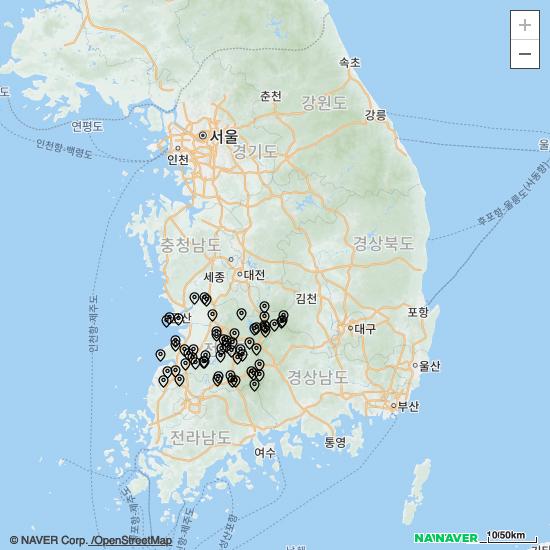 +
−
속초
춘천
강원도
강릉
연평도
서울
인천
경기도
인천항-백령도
울
후포항-울릉도(사동항)
충청남도
경상북도
세종
대전
김천
포항
대구
인천항-제주도
울산
경상남도
부산
전라남도
여수
통영
© NAVER Corp. /OpenStreetMap
NAVER
10/50km